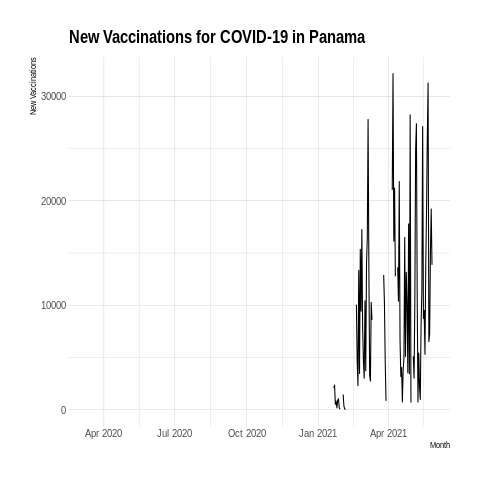 New Vaccinations for COVID-19 in Panama
New Vaccinations
30000
20000
10000
0
Apr 2020 Jul 2020 Oct 2020 Jan 2021 Apr 2021
Month